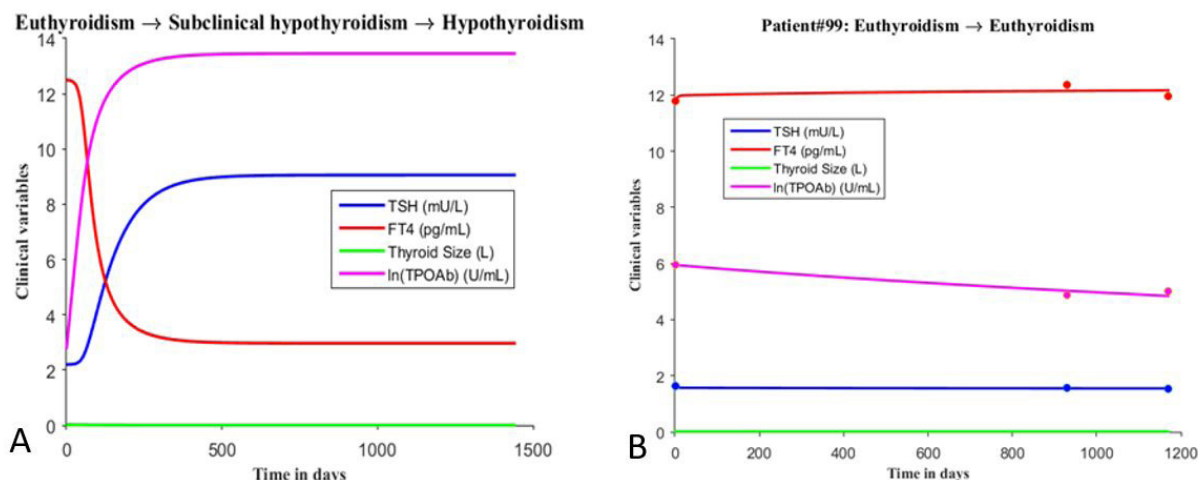 Euthyroidism → Subclinical hypothyroidism → Hypothyroidism
14
12
10
8
6
4
2
0
Clinical variables
TSH (mU/L)
FT4 (pg/mL)
Thyroid Size (L)
ln(TPOAb) (U/mL)
0 500 1000 1500
Time in days
A
Patient#99: Euthyroidism → Euthyroidism
14
12
10
8
6
4
2
0
Clinical variables
TSH (mU/L)
FT4 (pg/mL)
Thyroid Size (L)
ln(TPOAb) (U/mL)
0 200 400 600 800 1000 1200
Time in days
B